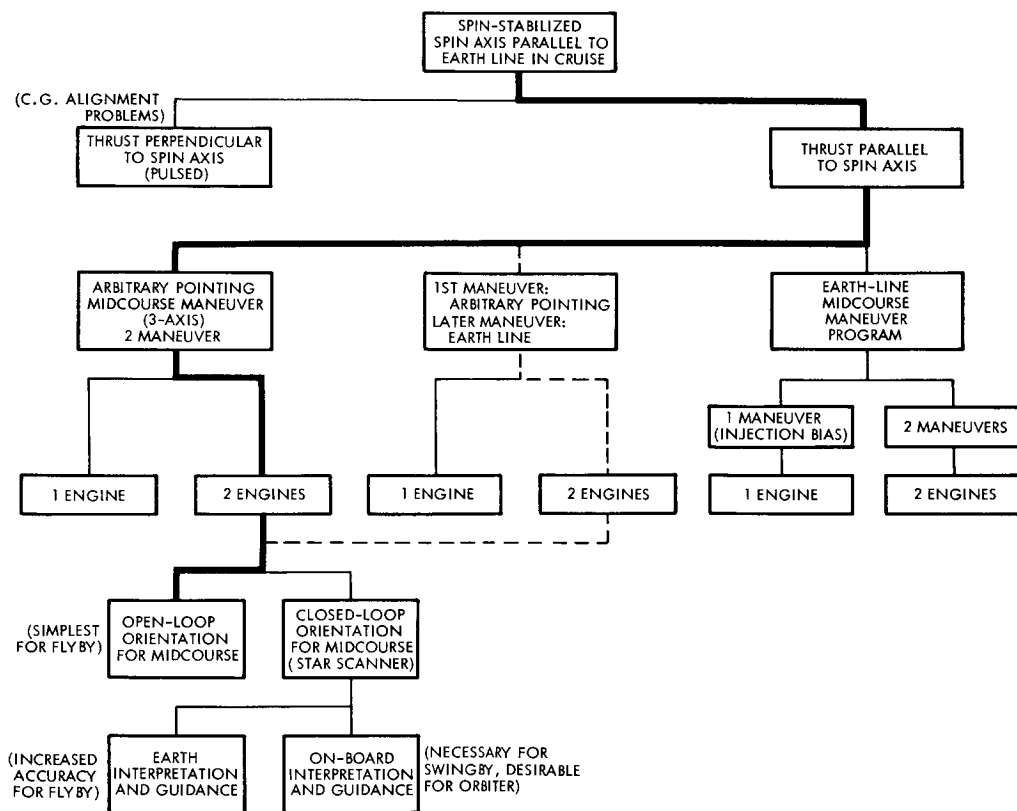 SPIN-STABILIZED
SPIN AXIS PARALLEL TO
EARTH LINE IN CRUISE
(C.G. ALIGNMENT
PROBLEMS)
THRUST PERPENDICULAR
TO SPIN AXIS
(PULSED)
THRUST PARALLEL
TO SPIN AXIS
ARBITRARY POINTING
MIDCOURSE MANEUVER
(3-AXIS)
2 MANEUVER
1ST MANEUVER:
ARBITRARY POINTING
LATER MANEUVER:
EARTH LINE
EARTH-LINE
MIDCOURSE
MANEUVER
PROGRAM
1 MANEUVER
(INJECTION BIAS)
2 MANEUVERS
1 ENGINE
2 ENGINES
1 ENGINE
2 ENGINES
1 ENGINE
2 ENGINES
(SIMPLEST
FOR FLYBY)
OPEN-LOOP
ORIENTATION
FOR MIDCOURSE
CLOSED-LOOP
ORIENTATION
FOR MIDCOURSE
(STAR SCANNER)
(INCREASED
ACCURACY
FOR FLYBY)
EARTH
INTERPRETATION
AND GUIDANCE
ON-BOARD
INTERPRETATION
AND GUIDANCE
(NECESSARY FOR
SWINGBY, DESIRABLE
FOR ORBITER)